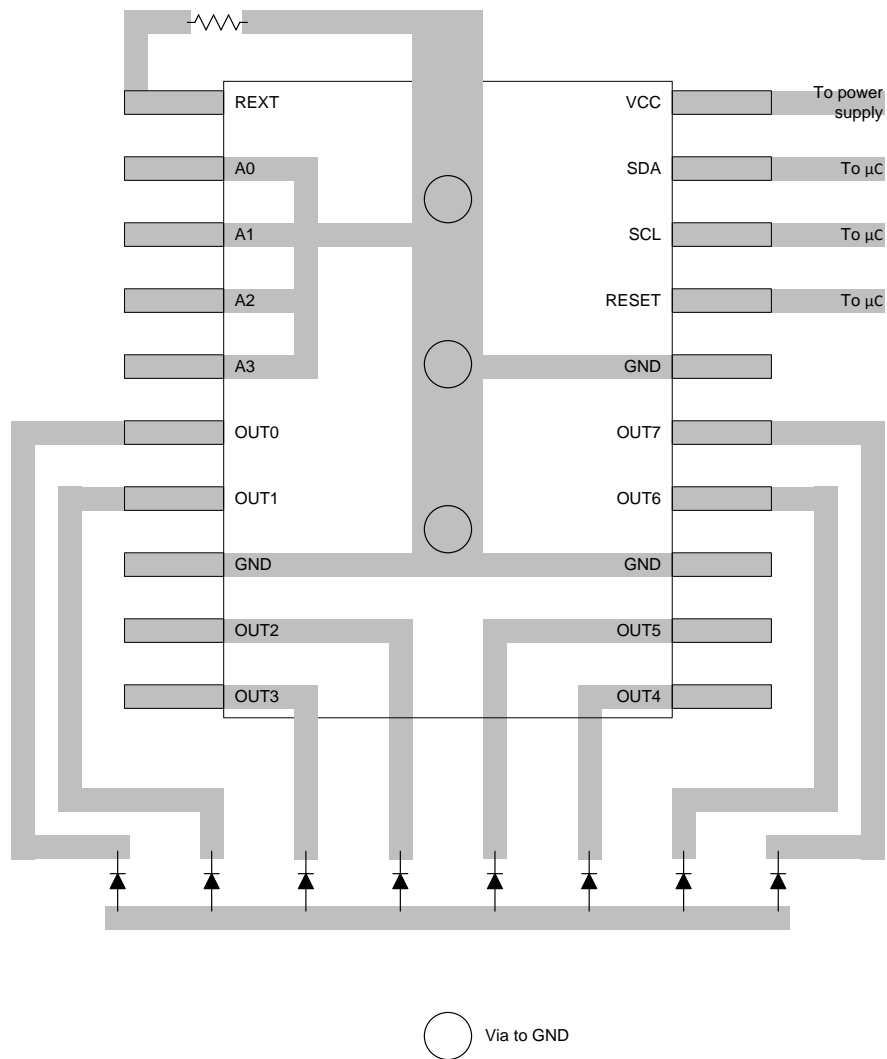 REXT
VCC
To power
supply
A0
SDA
To µC
A1
SCL
To µC
A2
RESET
To µC
A3
GND
OUT0
OUT7
OUT1
OUT6
GND
GND
OUT2
OUT5
OUT3
OUT4
Via to GND